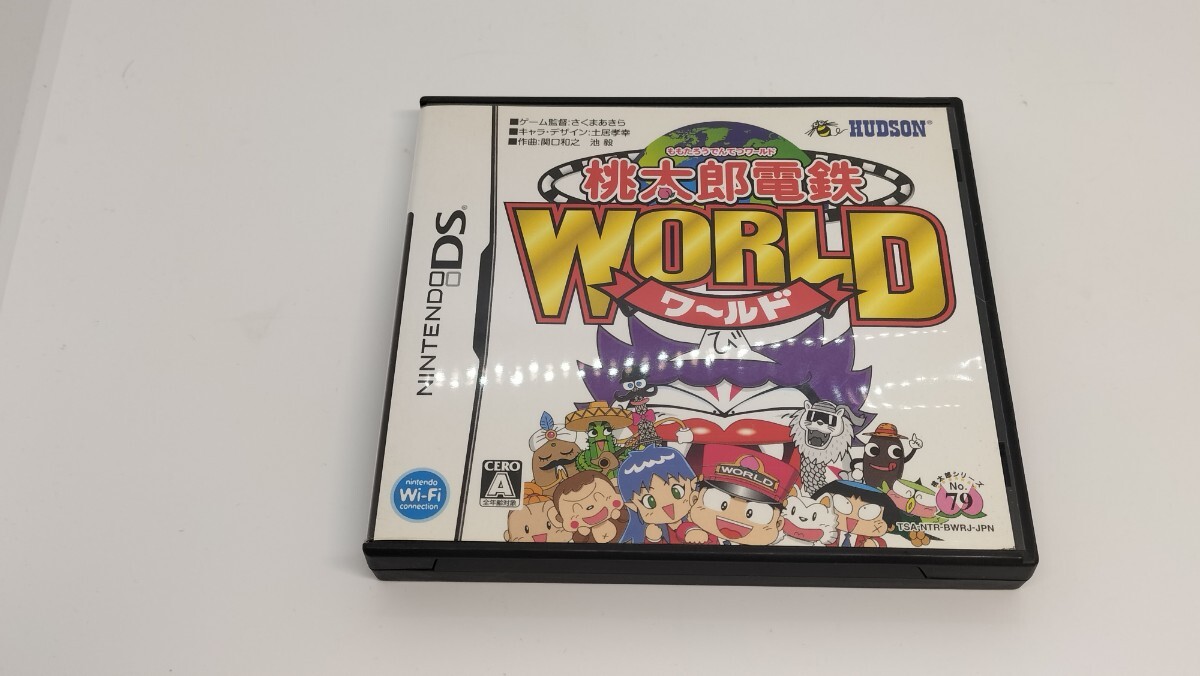 ■ゲーム監督:さくまあきら
■キャラ・デザイン:土居孝幸
■作曲:関口和之 池 毅
HUDSON®
ももたろうでんてつワールド
桃太郎電鉄
WORLD
ワールド
び
NINTENDO DS®
WORLD
CERO
A
全年齢対象
nintendo
Wi-Fi
connection
桃太郎シリーズ
No.
79
TSA-NTR-BWRJ-JPN